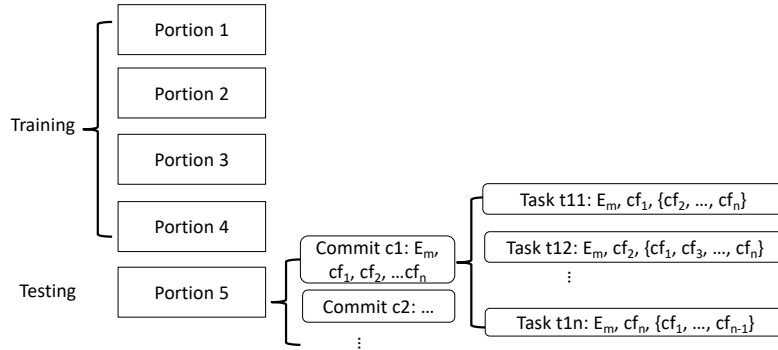 Training
Portion 1
Portion 2
Portion 3
Portion 4
Testing
Portion 5
Commit c1: Eₘ,
cf₁, cf₂, …cfₙ
Commit c2: …
⋮
Task t11: Eₘ, cf₁, {cf₂, …, cfₙ}
Task t12: Eₘ, cf₂, {cf₁, cf₃, …, cfₙ}
⋮
Task t1n: Eₘ, cfₙ, {cf₁, …, cfₙ₋₁}